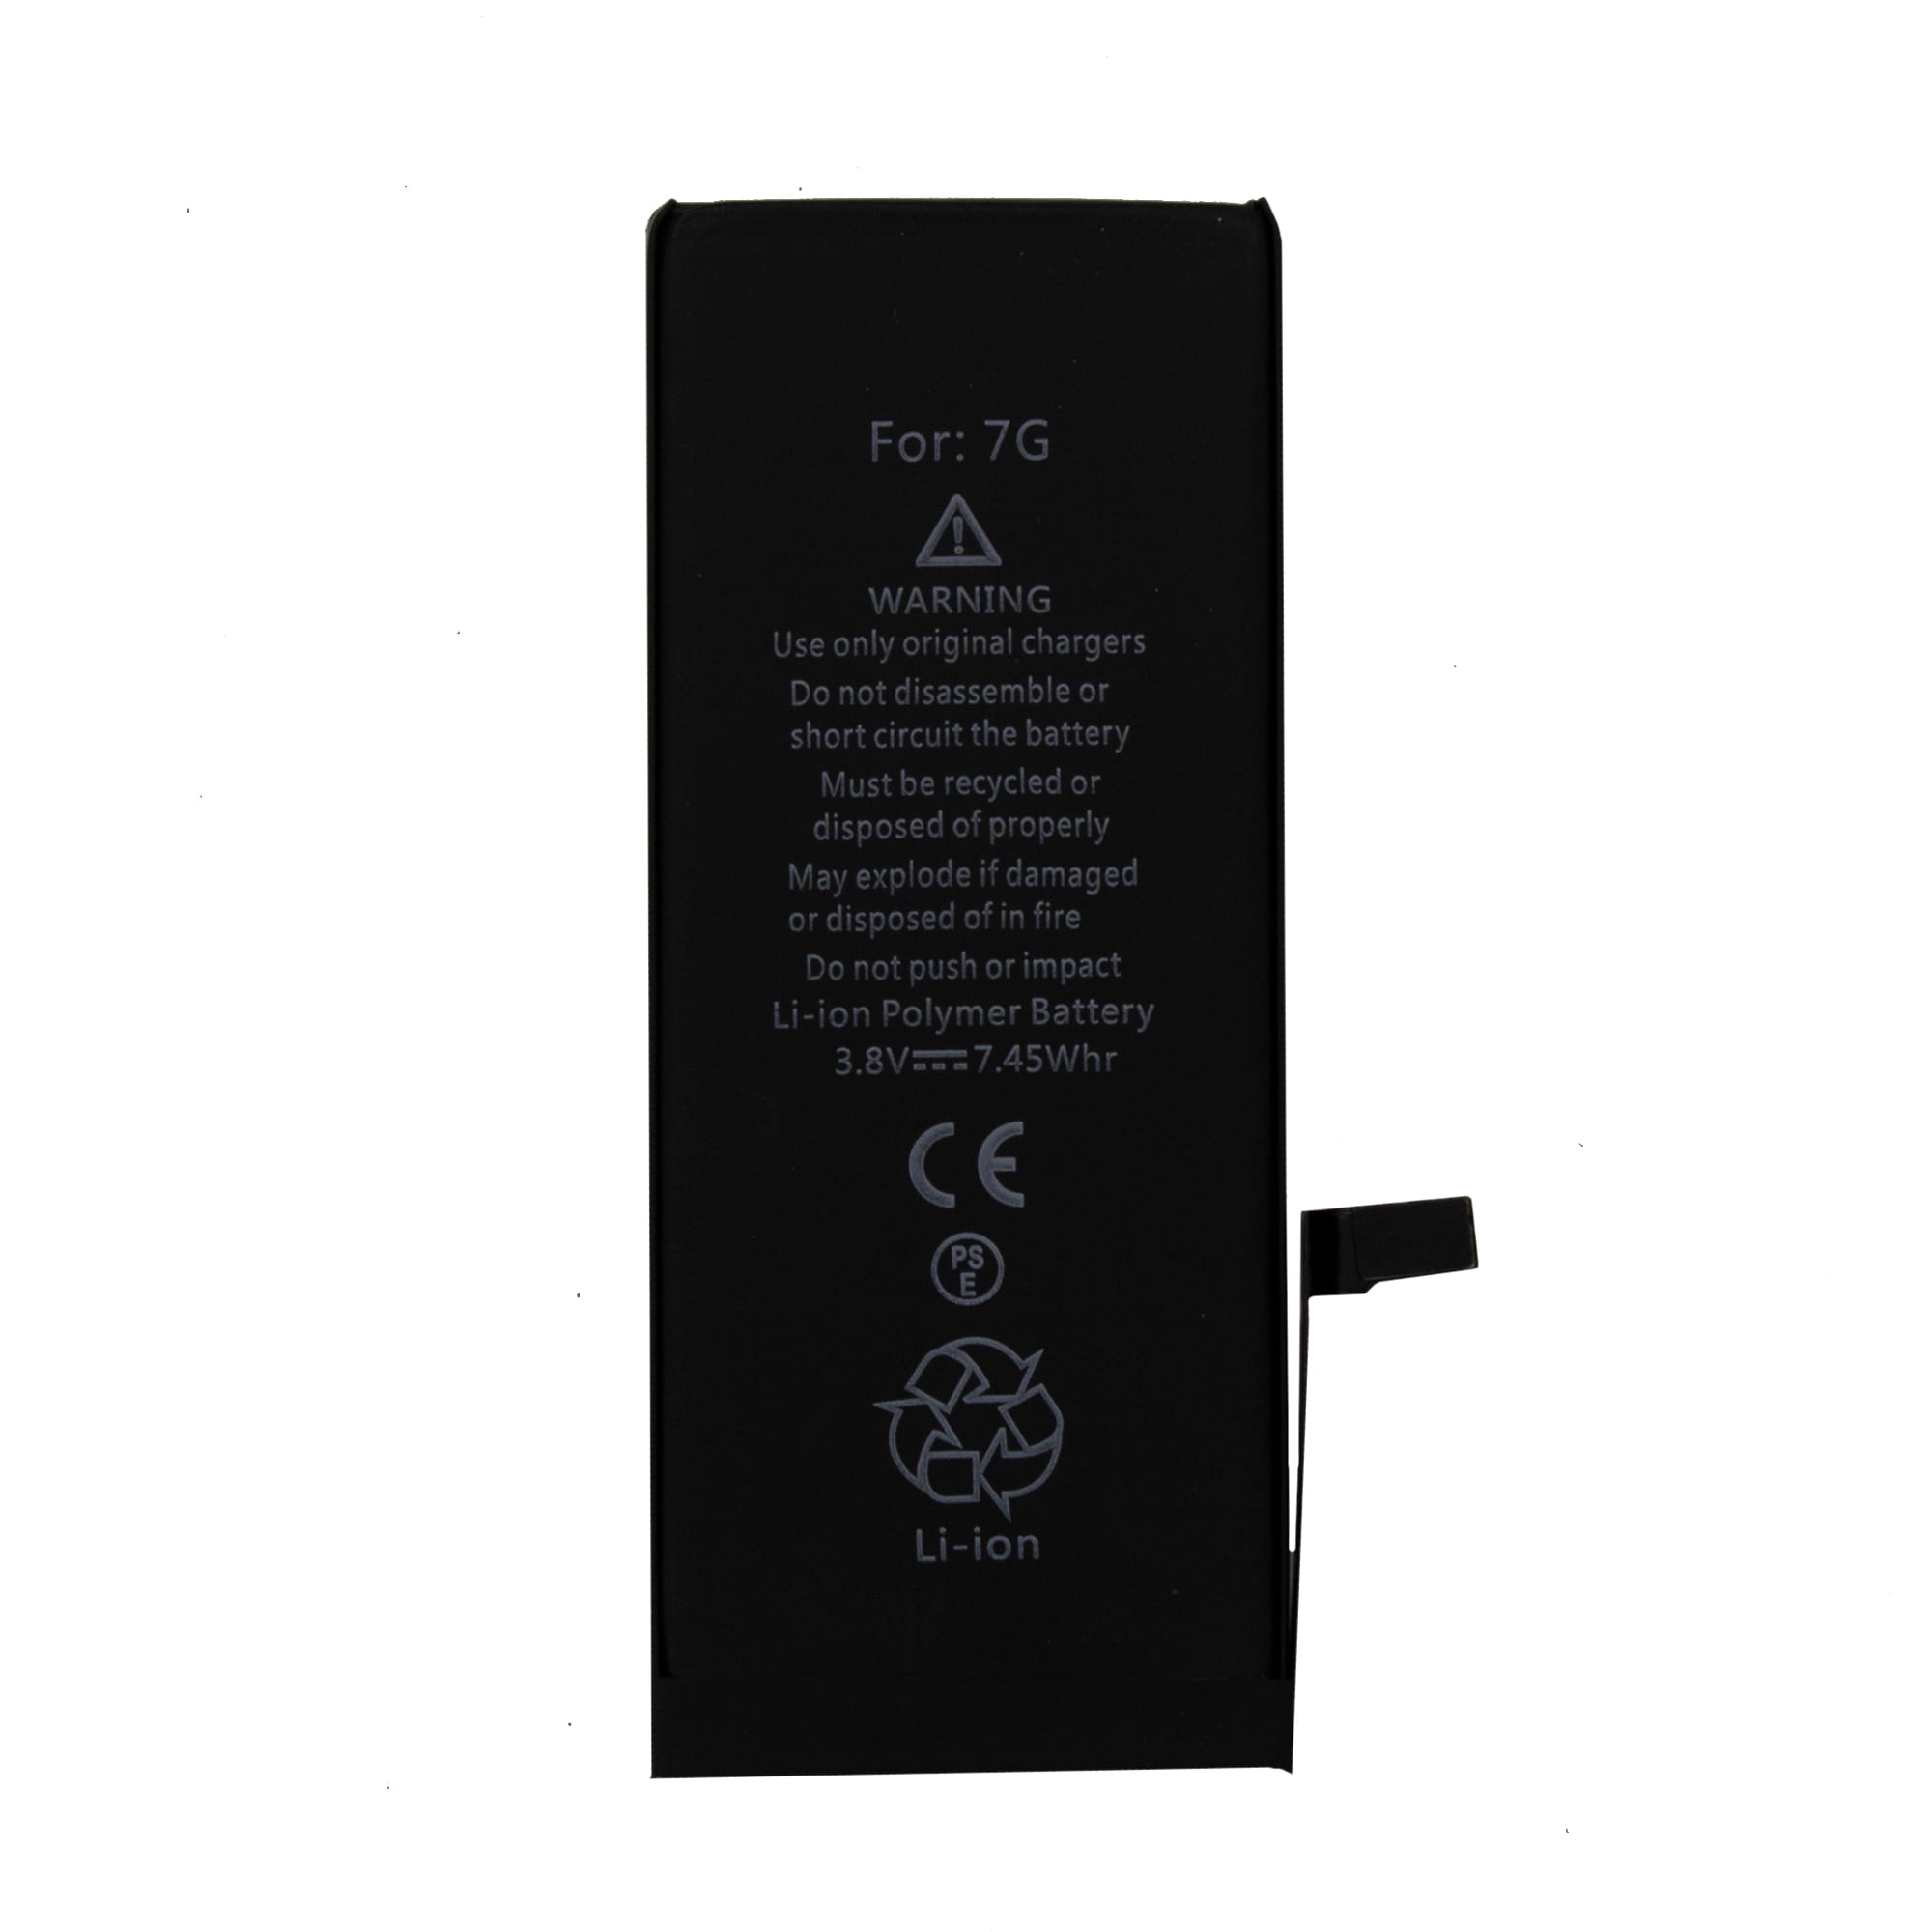 For: 7G
WARNING
Use only original chargers
Do not disassemble or
short circuit the battery
Must be recycled or
disposed of properly
May explode if damaged
or disposed of in fire
Do not push or impact
Li-ion Polymer Battery
3.8V⎓7.45Whr
CE
PS
E
Li-ion